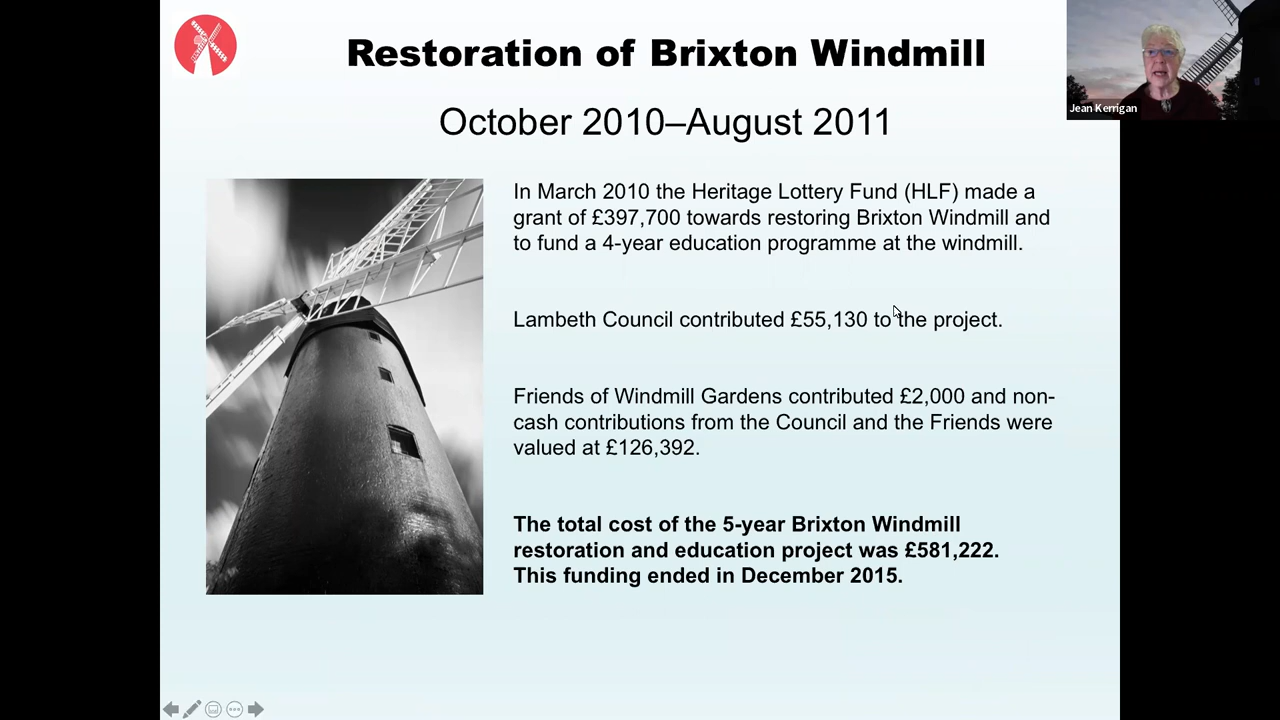 Restoration of Brixton Windmill
October 2010–August 2011
Jean Kerrigan
In March 2010 the Heritage Lottery Fund (HLF) made a
grant of £397,700 towards restoring Brixton Windmill and
to fund a 4-year education programme at the windmill.
Lambeth Council contributed £55,130 to the project.
Friends of Windmill Gardens contributed £2,000 and non-
cash contributions from the Council and the Friends were
valued at £126,392.
The total cost of the 5-year Brixton Windmill
restoration and education project was £581,222.
This funding ended in December 2015.